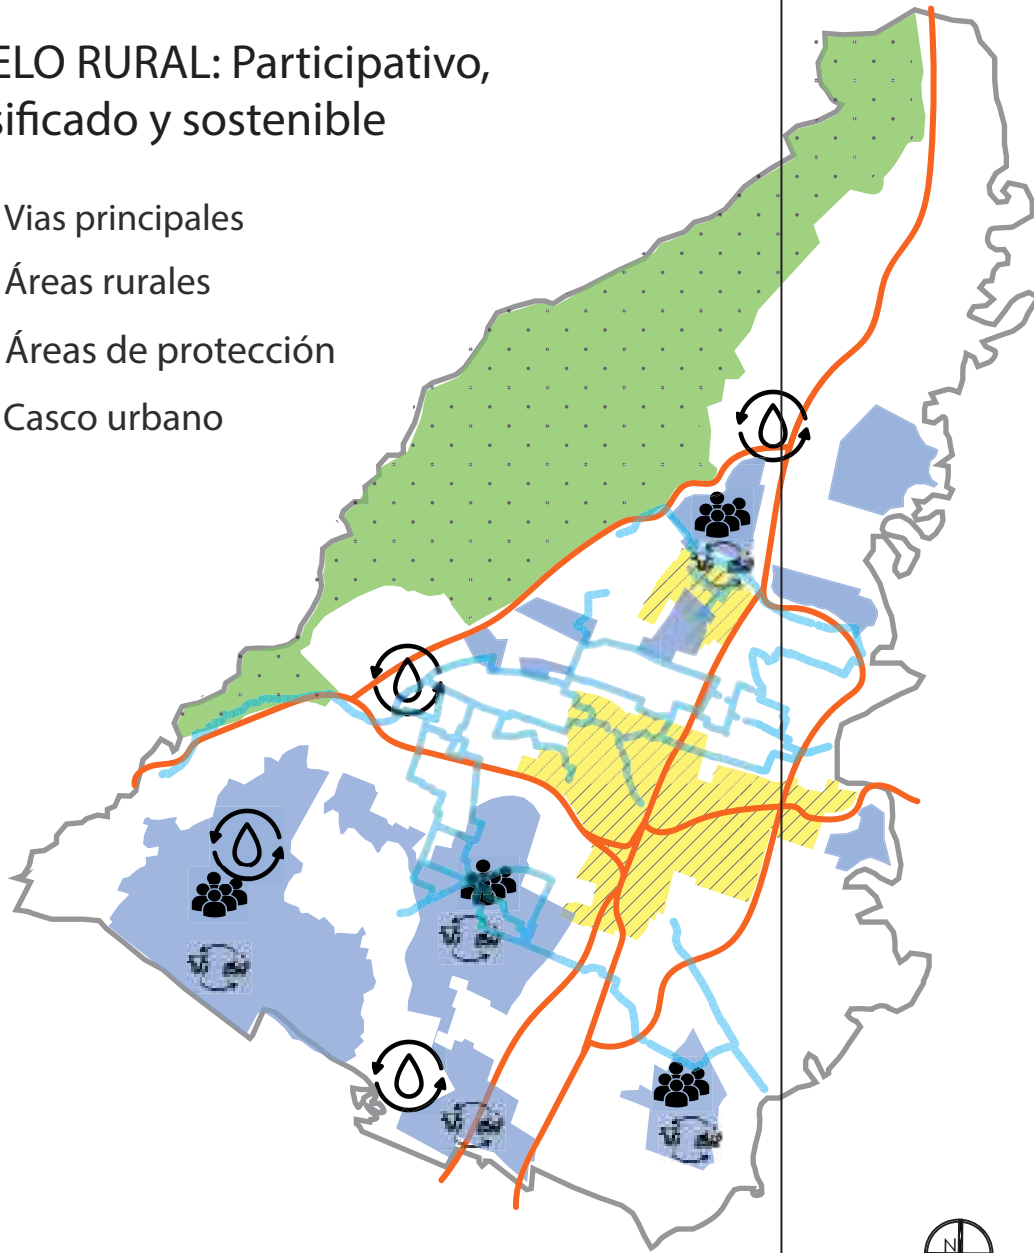 ELO RURAL: Participativo,
sificado y sostenible
Vias principales
Áreas rurales
Áreas de protección
Casco urbano
N